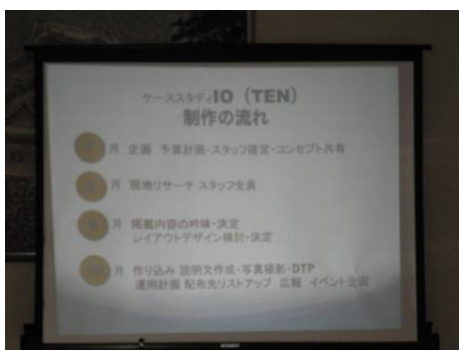 ケーススタディIO（TEN）
制作の流れ
月 企画 予算計画・スタッフ確定・コンセプト共有
月 現地リサーチ スタッフ全員
月 掲載内容の吟味・決定
レイアウトデザイン検討・決定
月 作り込み 説明文作成・写真撮影・DTP
運用計画 配布先リストアップ 広報 イベント企画